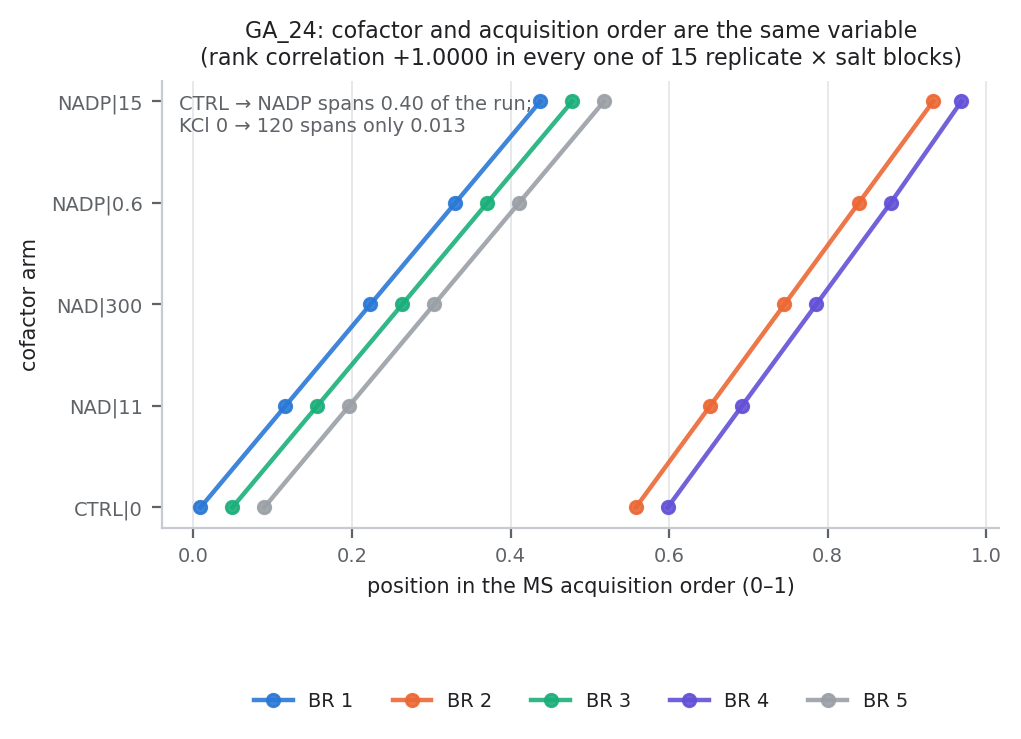 GA_24: cofactor and acquisition order are the same variable
(rank correlation +1.0000 in every one of 15 replicate × salt blocks)
CTRL → NADP spans 0.40 of the run;
KCl 0 → 120 spans only 0.013
cofactor arm
NADP|15
NADP|0.6
NAD|300
NAD|11
CTRL|0
0.0 0.2 0.4 0.6 0.8 1.0
position in the MS acquisition order (0–1)
BR 1 BR 2 BR 3 BR 4 BR 5